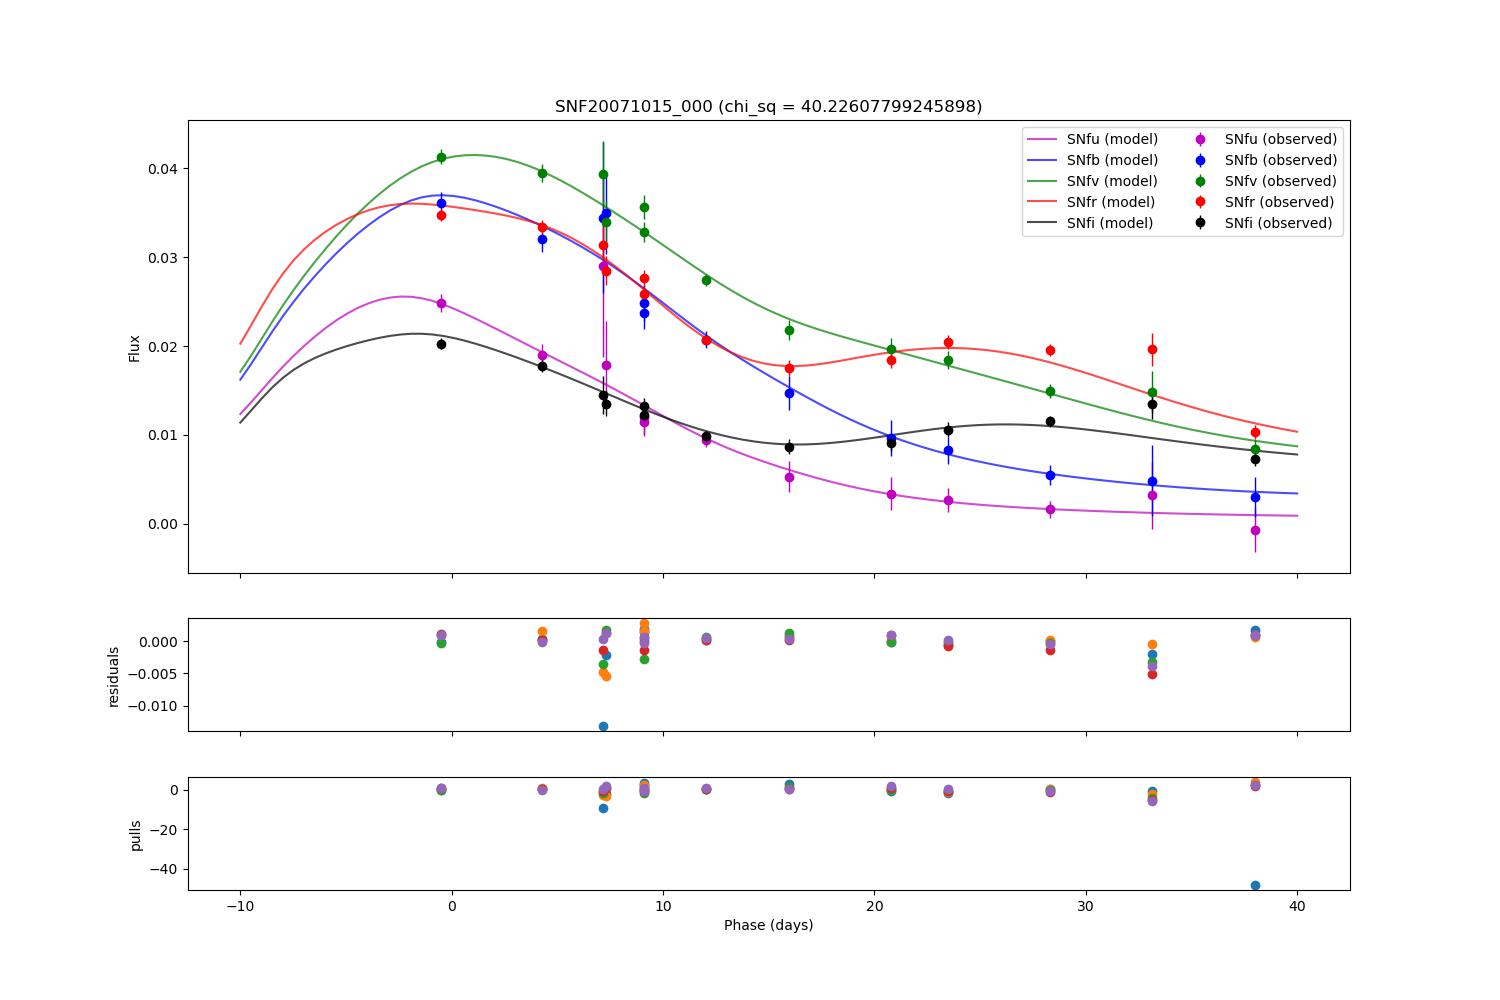 SNF20071015_000 (chi_sq = 40.22607799245898)
SNfu (model) SNfu (observed)
SNfb (model) SNfb (observed)
SNfv (model) SNfv (observed)
SNfr (model) SNfr (observed)
SNfi (model) SNfi (observed)
0.04
0.03
0.02
0.01
0.00
Flux
0.000
−0.005
−0.010
residuals
0
−20
−40
pulls
−10 0 10 20 30 40
Phase (days)